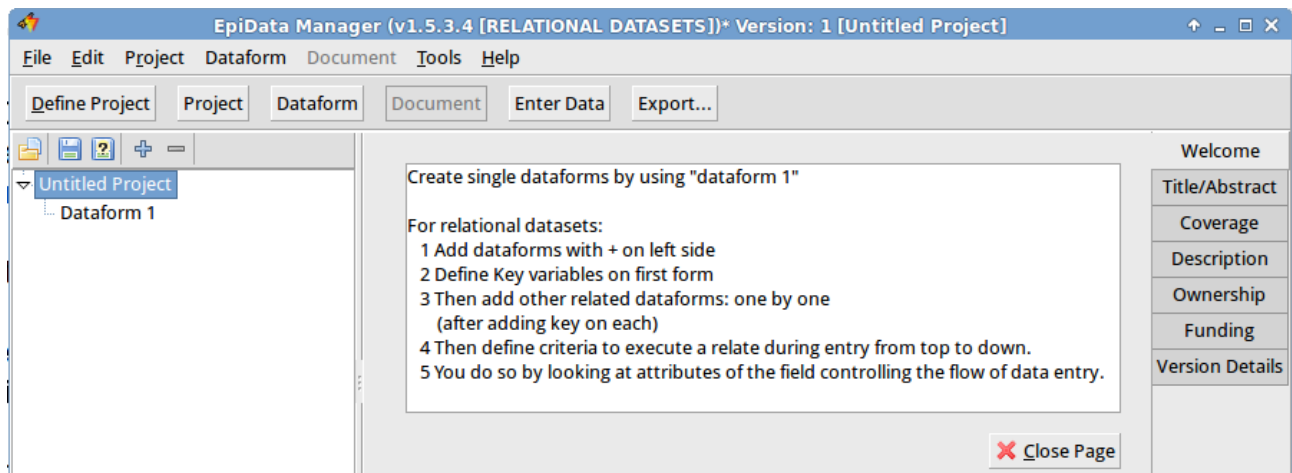 EpiData Manager (v1.5.3.4 [RELATIONAL DATASETS])* Version: 1 [Untitled Project]
File Edit Project Dataform Document Tools Help
Define Project Project Dataform Document Enter Data Export...
Untitled Project
Dataform 1
Create single dataforms by using "dataform 1"
For relational datasets:
1 Add dataforms with + on left side
2 Define Key variables on first form
3 Then add other related dataforms: one by one
(after adding key on each)
4 Then define criteria to execute a relate during entry from top to down.
5 You do so by looking at attributes of the field controlling the flow of data entry.
Close Page
Welcome
Title/Abstract
Coverage
Description
Ownership
Funding
Version Details